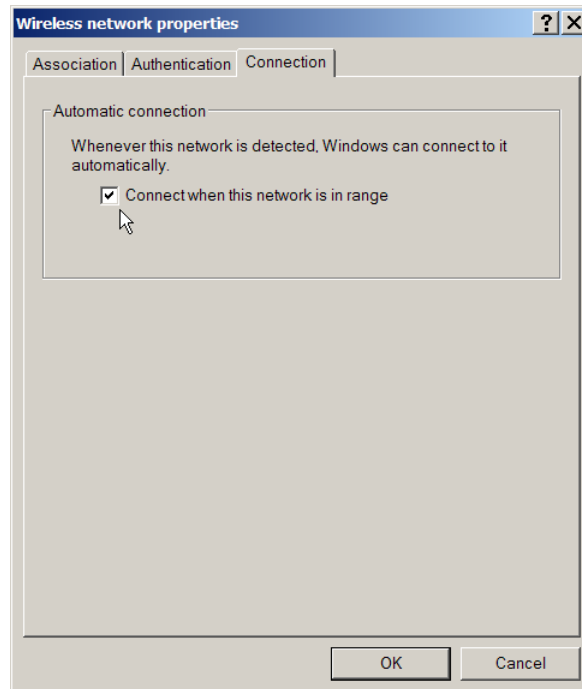 Wireless network properties
Association Authentication Connection
Automatic connection
Whenever this network is detected, Windows can connect to it
automatically.
Connect when this network is in range
OK Cancel